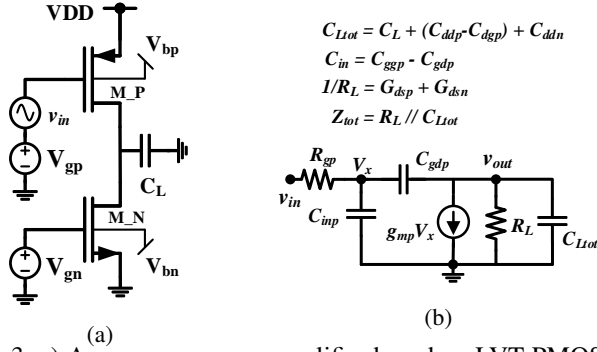 VDD
V_bp
M_P
v_in
V_gp
C_L
M_N
V_gn
V_bn
(a)
C_Ltot = C_L + (C_ddp-C_dgp) + C_ddn
C_in = C_ggp - C_gdp
1/R_L = G_dsp + G_dsn
Z_tot = R_L // C_Ltot
R_gp
V_x
C_gdp
v_out
v_in
C_inp
g_mpV_x
R_L
C_Ltot
(b)